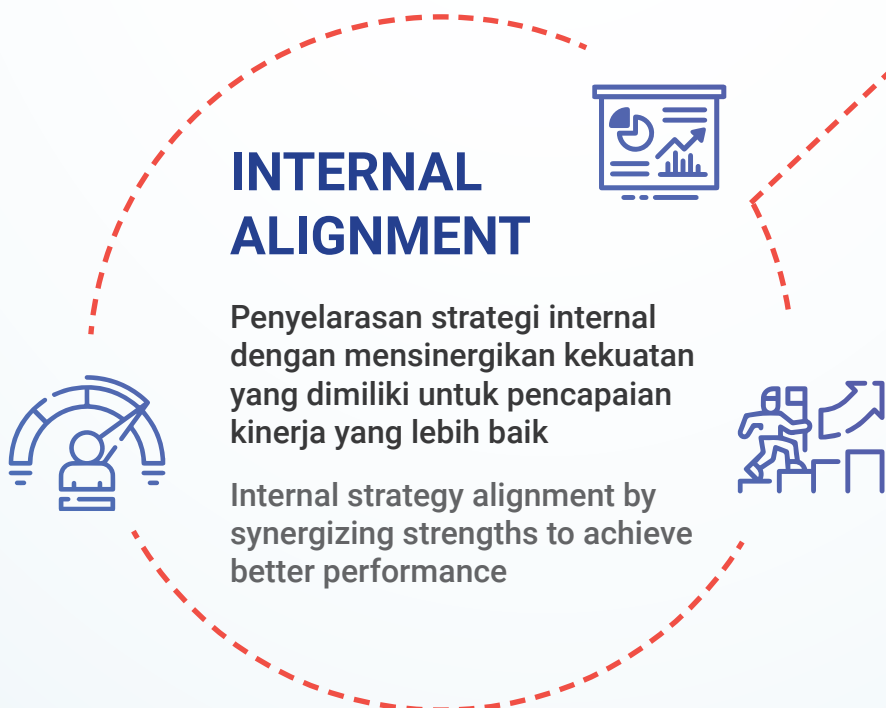 INTERNAL
ALIGNMENT
Penyelarasan strategi internal
dengan mensinergikan kekuatan
yang dimiliki untuk pencapaian
kinerja yang lebih baik
Internal strategy alignment by
synergizing strengths to achieve
better performance